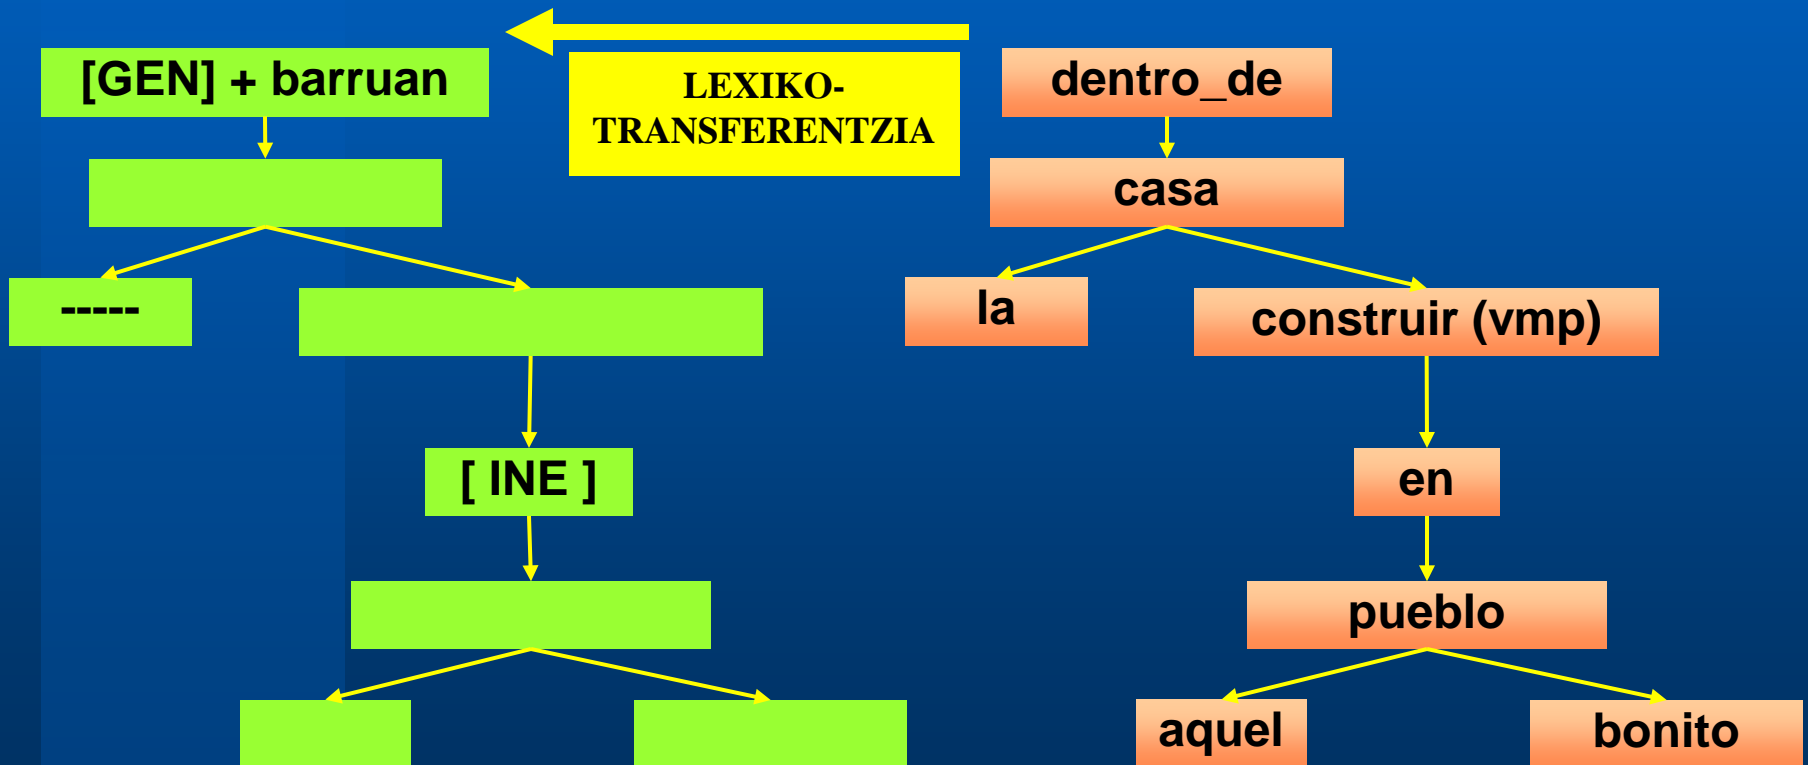 [GEN] + barruan
LEXIKO-
TRANSFERENTZIA
dentro_de
casa
-----
la
construir (vmp)
[ INE ]
en
pueblo
aquel
bonito